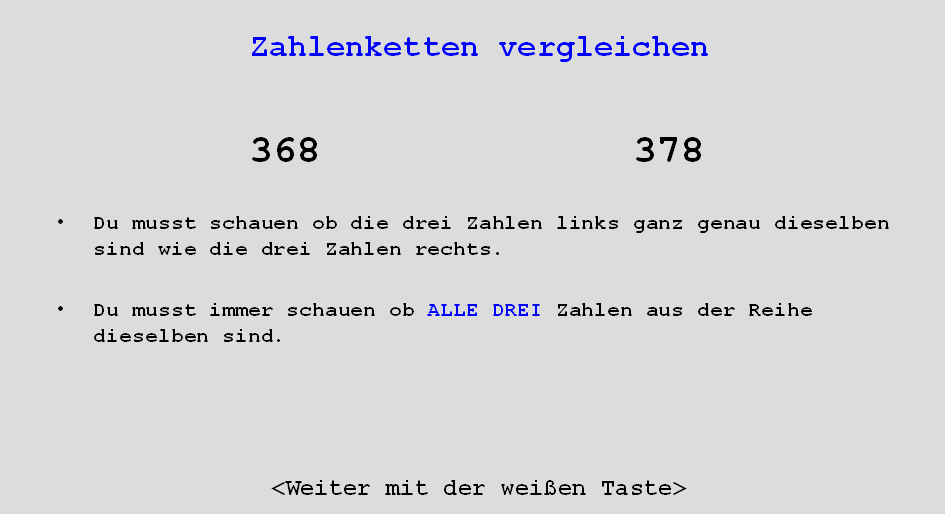 Zahlenketten vergleichen
368 378
• Du musst schauen ob die drei Zahlen links ganz genau dieselben
sind wie die drei Zahlen rechts.
• Du musst immer schauen ob ALLE DREI Zahlen aus der Reihe
dieselben sind.
<Weiter mit der weißen Taste>